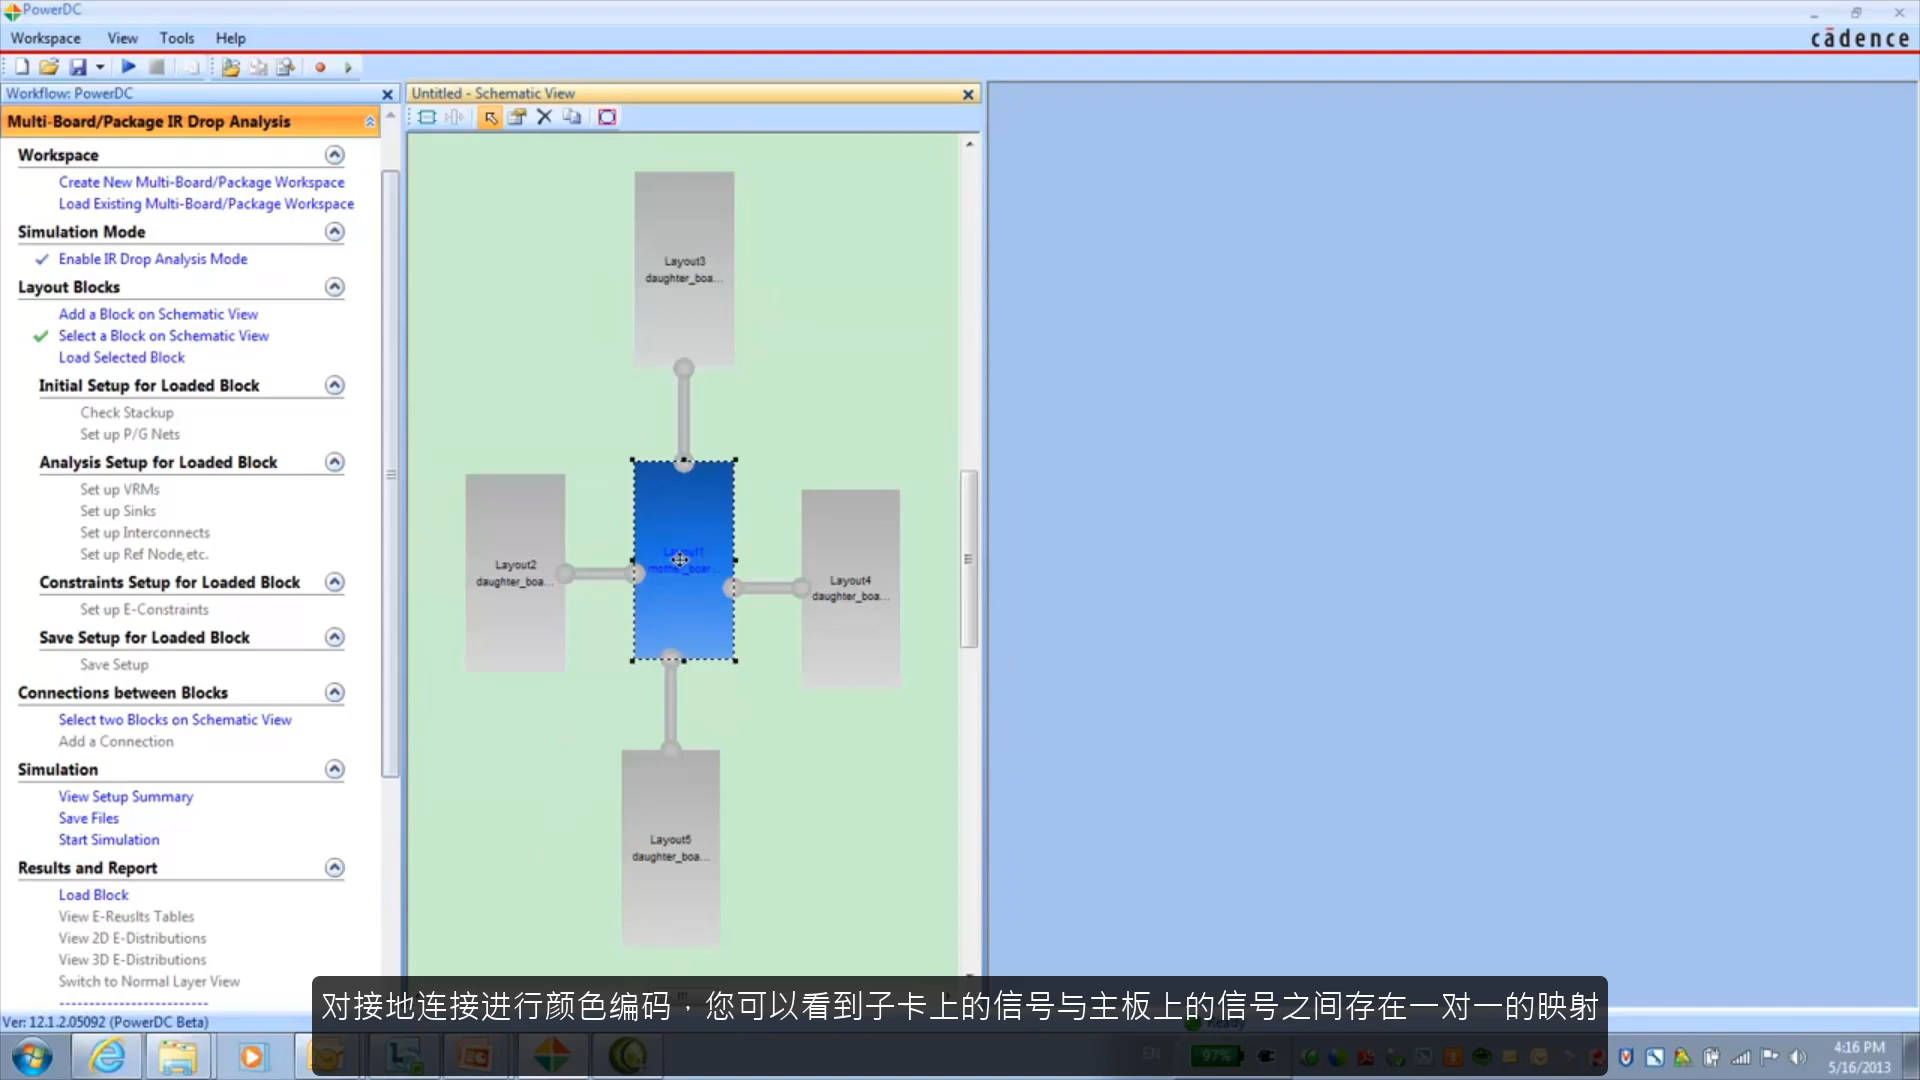 PowerDC
Workspace View Tools Help
cādence
Workflow: PowerDC
Multi-Board/Package IR Drop Analysis
Workspace
Create New Multi-Board/Package Workspace
Load Existing Multi-Board/Package Workspace
Simulation Mode
Enable IR Drop Analysis Mode
Layout Blocks
Add a Block on Schematic View
Select a Block on Schematic View
Load Selected Block
Initial Setup for Loaded Block
Check Stackup
Set up P/G Nets
Analysis Setup for Loaded Block
Set up VRMs
Set up Sinks
Set up Interconnects
Set up Ref Node,etc.
Constraints Setup for Loaded Block
Set up E-Constraints
Save Setup for Loaded Block
Save Setup
Connections between Blocks
Select two Blocks on Schematic View
Add a Connection
Simulation
View Setup Summary
Save Files
Start Simulation
Results and Report
Load Block
View E-Reuslts Tables
View 2D E-Distributions
View 3D E-Distributions
Switch to Normal Layer View
Untitled - Schematic View
Layout3
daughter_boa...
Layout2
daughter_boa...
Layout1
mother_boar...
Layout4
daughter_boa...
Layout5
daughter_boa...
对接地连接进行颜色编码，您可以看到子卡上的信号与主板上的信号之间存在一对一的映射
Ver: 12.1.2.05092 (PowerDC Beta)
Ready
EN
97%
4:16 PM
5/16/2013